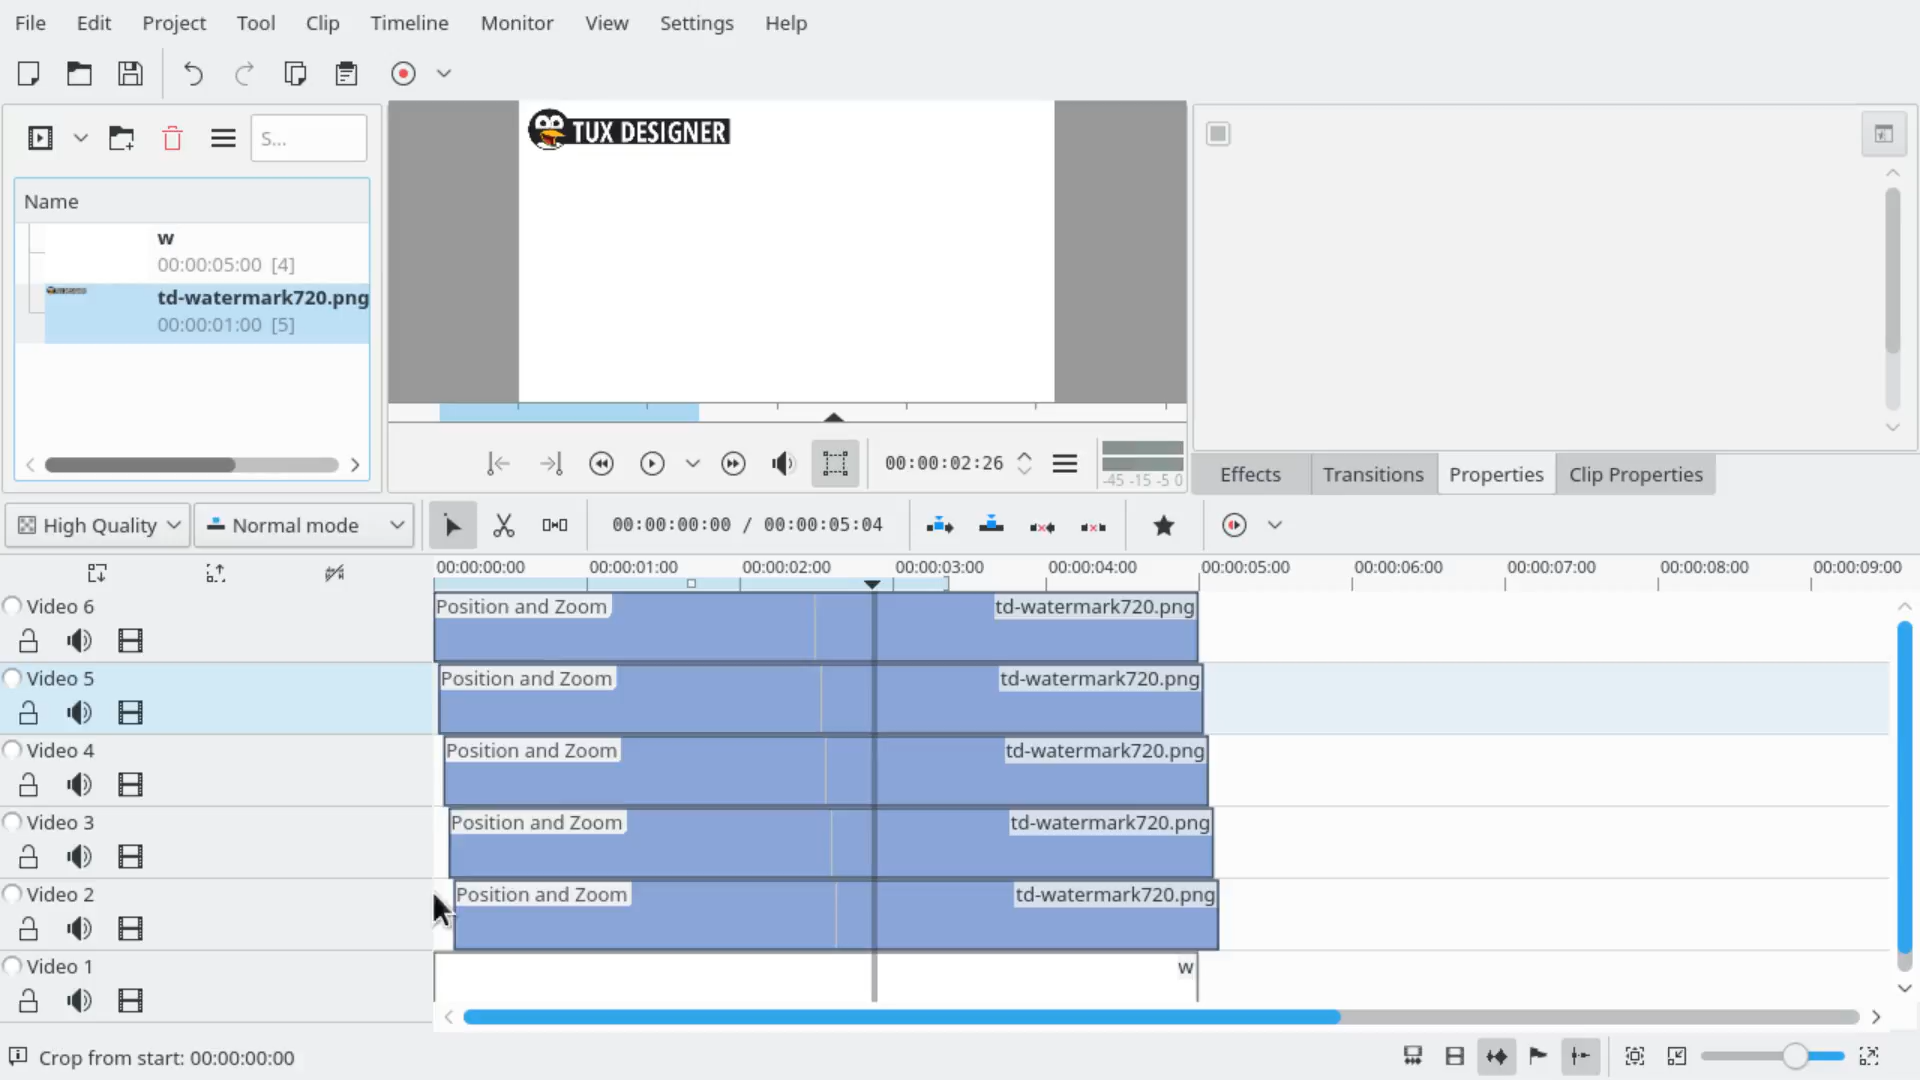 File Edit Project Tool Clip Timeline Monitor View Settings Help
S...
Name
w
00:00:05:00 [4]
td-watermark720.png
00:00:01:00 [5]
TUX DESIGNER
00:00:02:26
-45 -15 -5 0
Effects Transitions Properties Clip Properties
High Quality Normal mode 00:00:00:00 / 00:00:05:04
00:00:00:00 00:00:01:00 00:00:02:00 00:00:03:00 00:00:04:00 00:00:05:00 00:00:06:00 00:00:07:00 00:00:08:00 00:00:09:00
Video 6 Position and Zoom td-watermark720.png
Video 5 Position and Zoom td-watermark720.png
Video 4 Position and Zoom td-watermark720.png
Video 3 Position and Zoom td-watermark720.png
Video 2 Position and Zoom td-watermark720.png
Video 1 w
Crop from start: 00:00:00:00